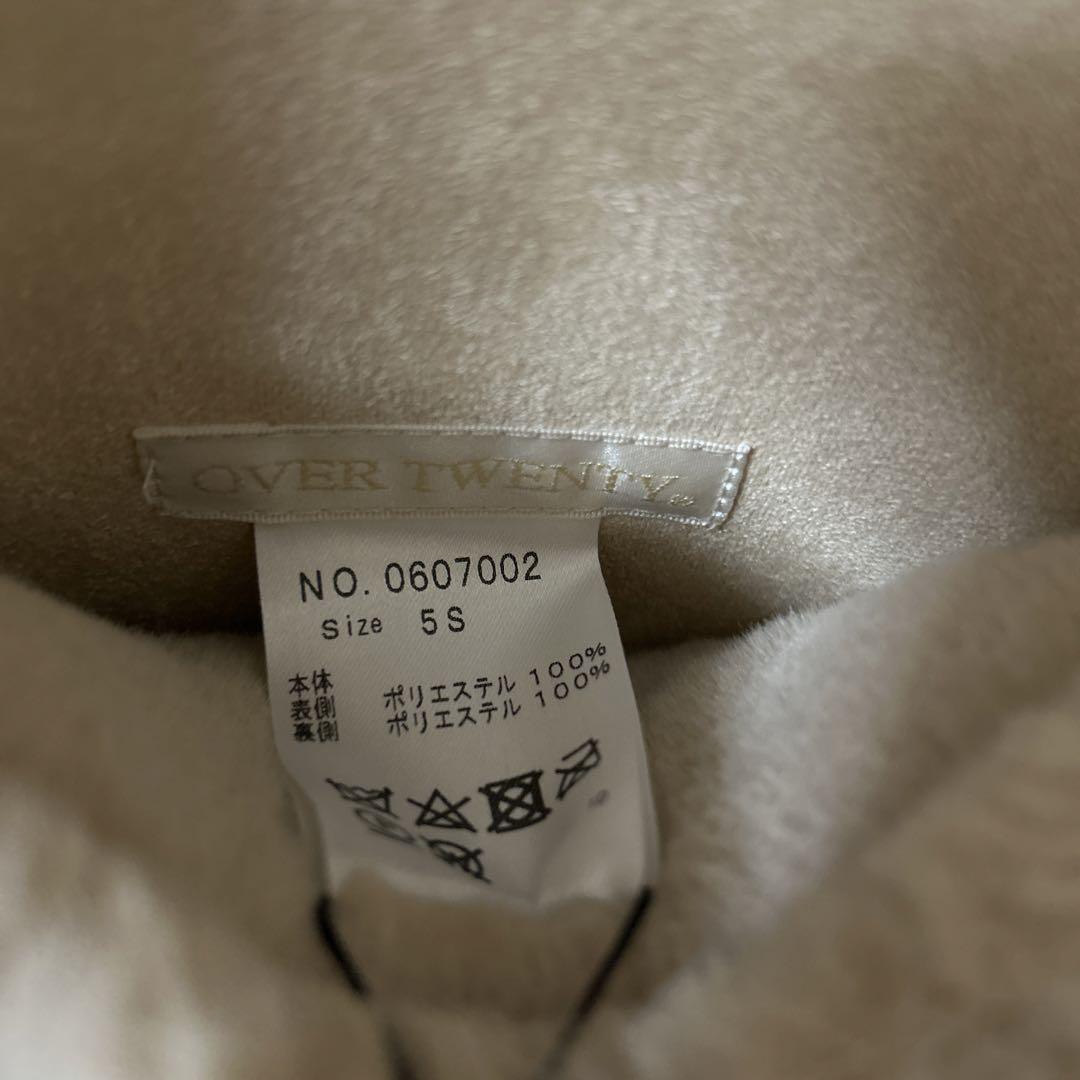 OVER TWENTY
NO. 0607002
Size 5S
本体
表側 ポリエステル 100%
裏側 ポリエステル 100%